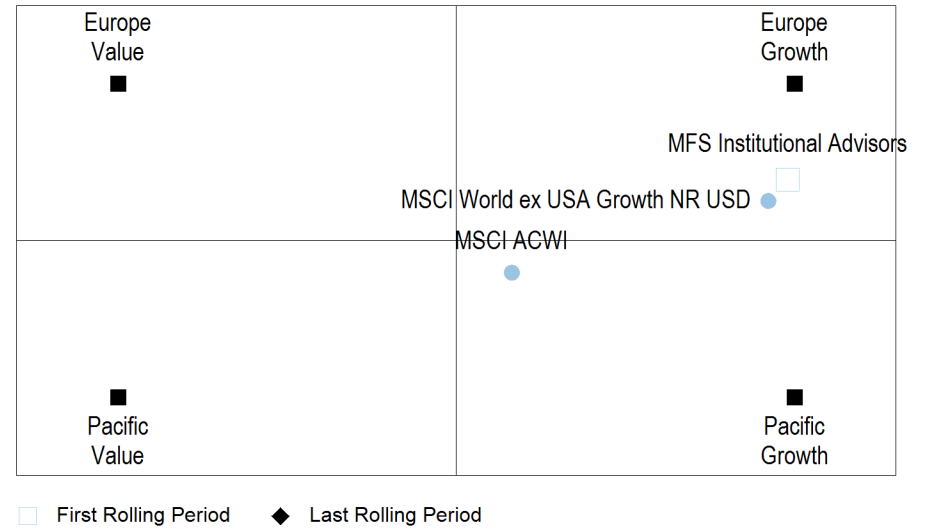 Europe
Value
Europe
Growth
MFS Institutional Advisors
MSCI World ex USA Growth NR USD
MSCI ACWI
Pacific
Value
Pacific
Growth
First Rolling Period
Last Rolling Period